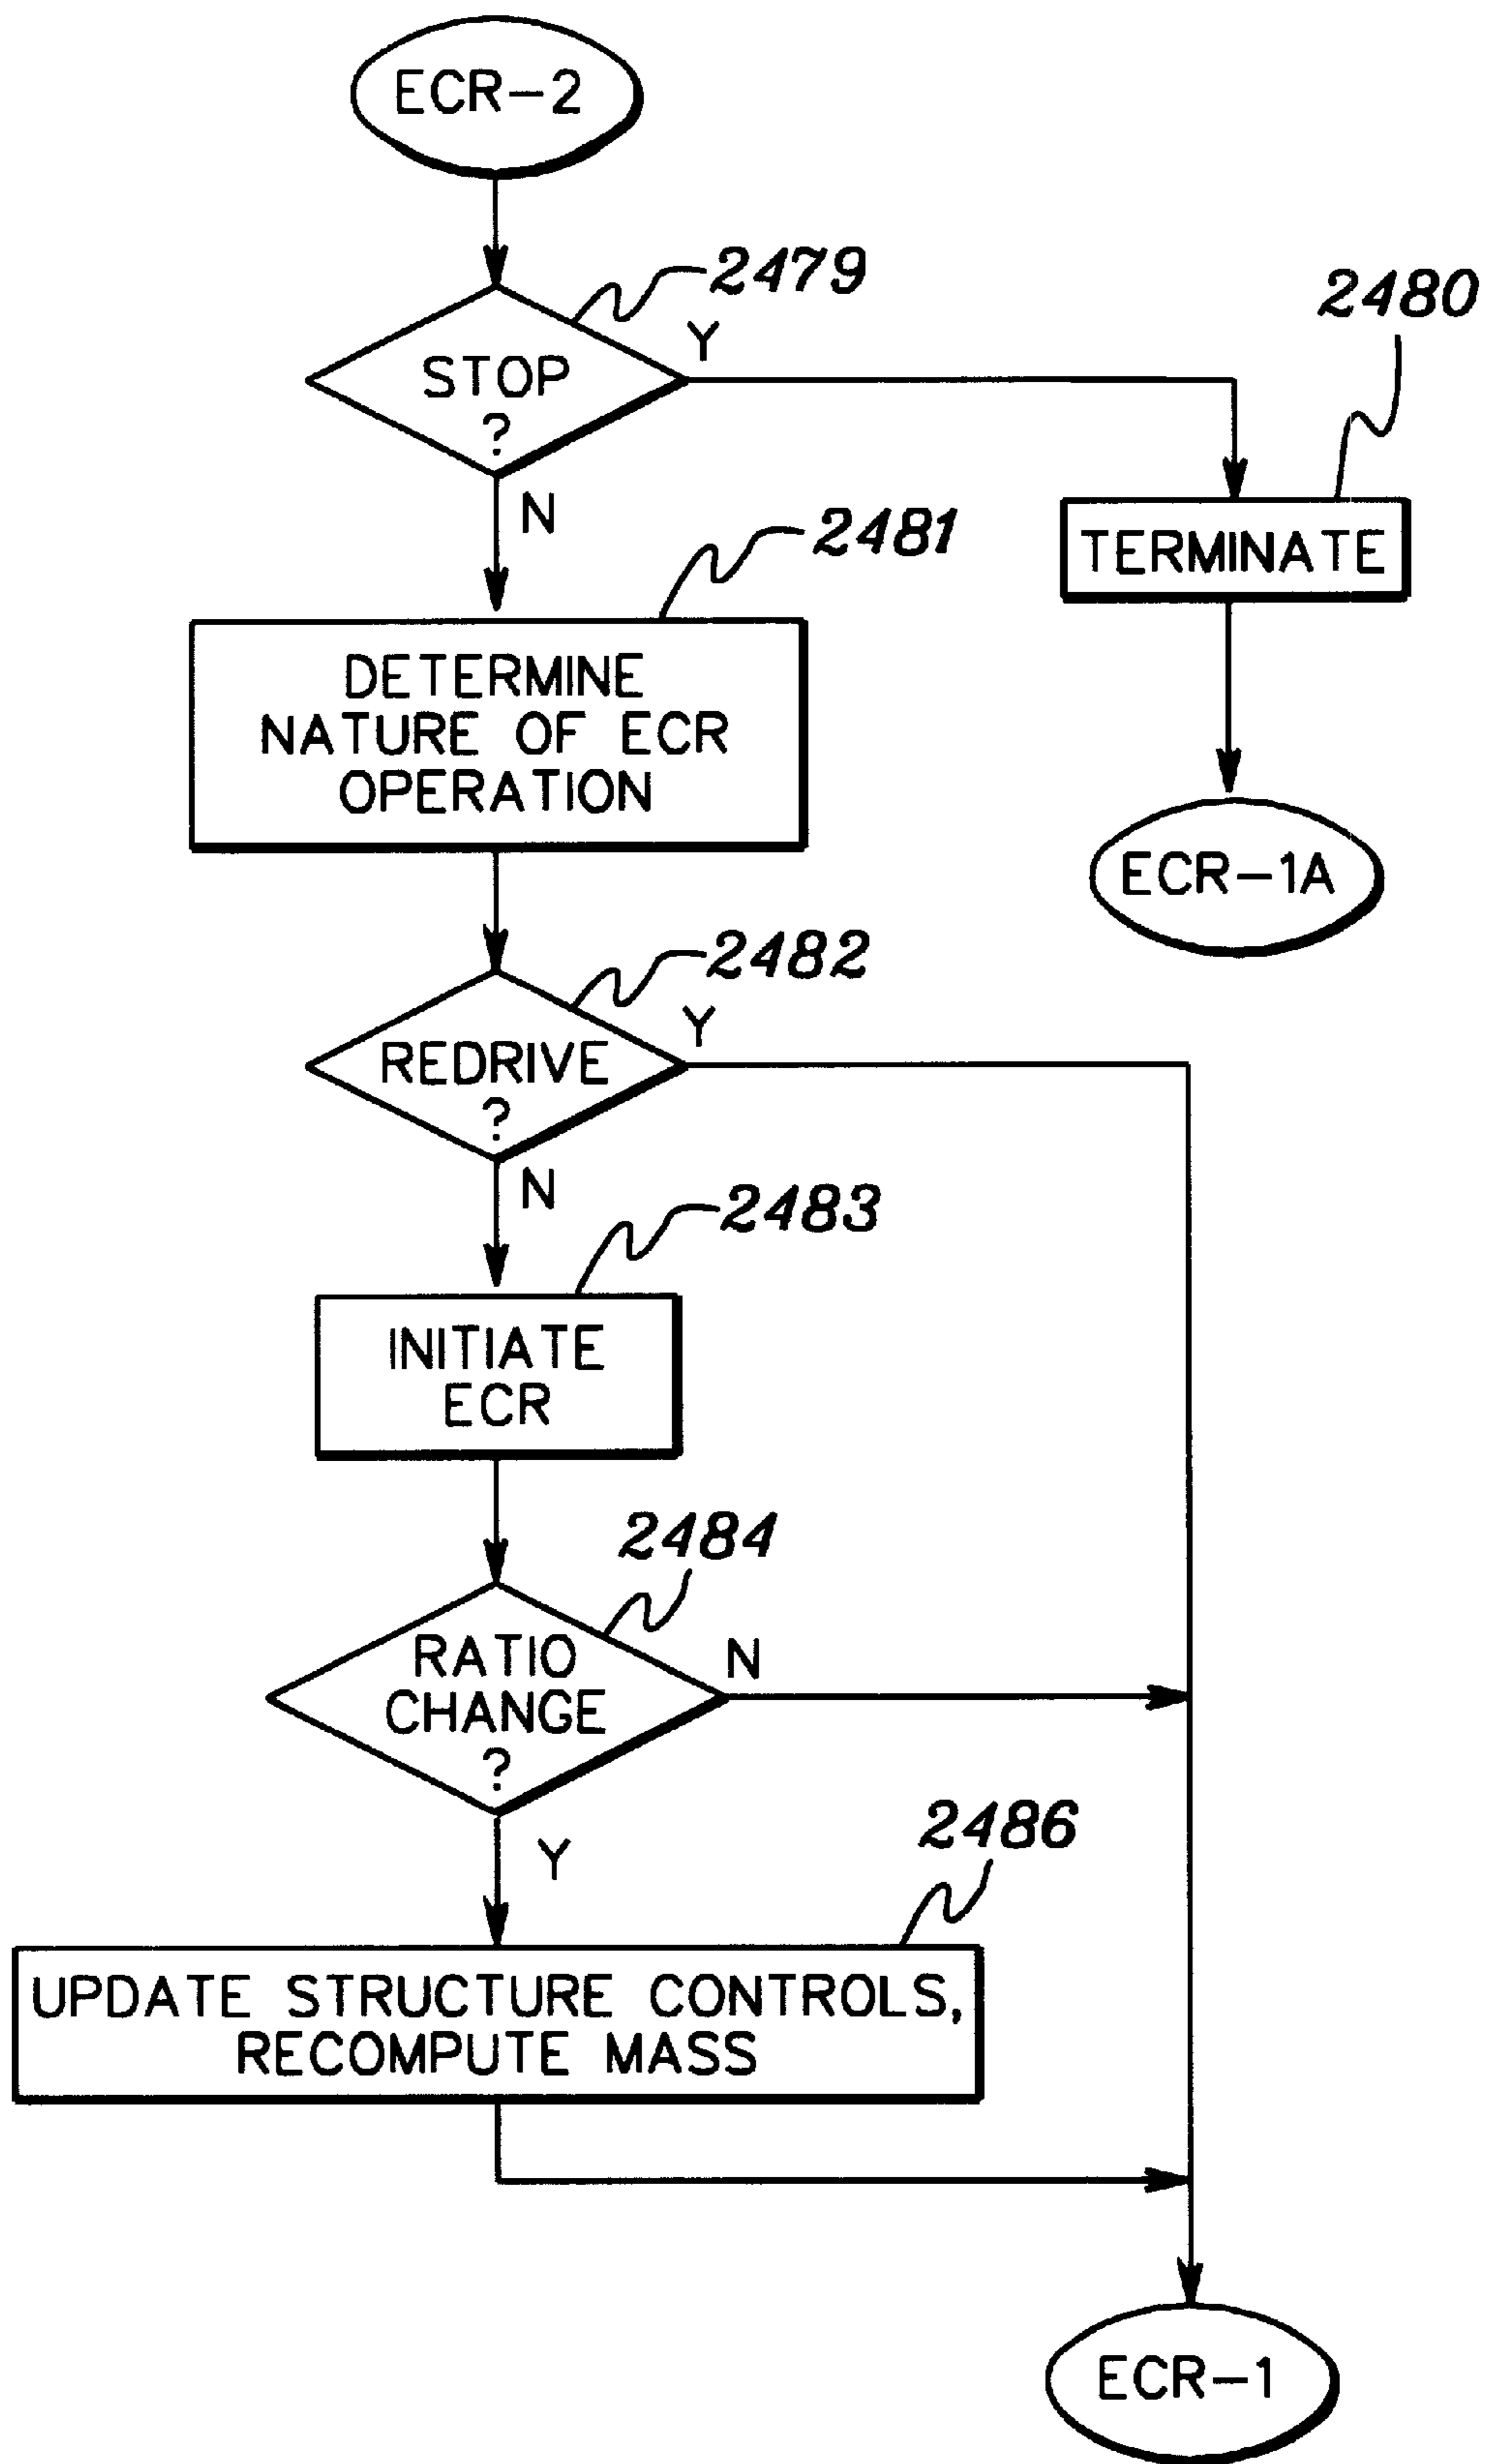 ECR-2
2479
STOP
?
Y
2480
N
TERMINATE
2481
DETERMINE
NATURE OF ECR
OPERATION
ECR-1A
2482
REDRIVE
?
Y
N
2483
INITIATE
ECR
2484
RATIO
CHANGE
?
N
Y
2486
UPDATE STRUCTURE CONTROLS,
RECOMPUTE MASS
ECR-1